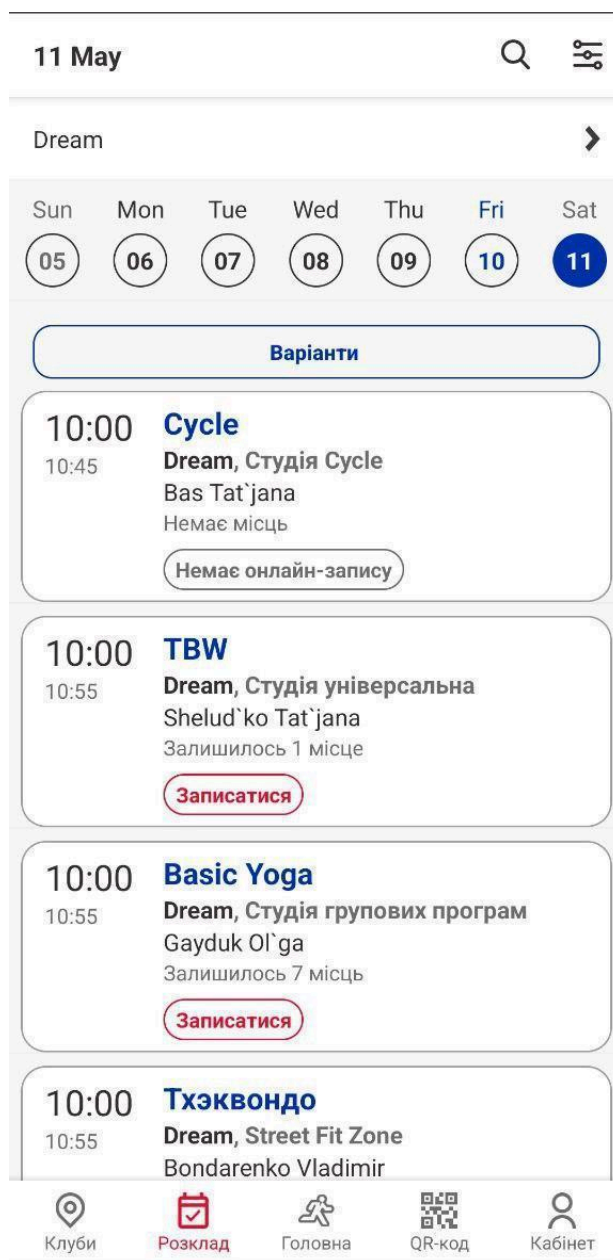 11 May
Dream
Sun Mon Tue Wed Thu Fri Sat
05 06 07 08 09 10 11
Варіанти
10:00 Cycle
10:45 Dream, Студія Cycle
Bas Tat`jana
Немає місць
Немає онлайн-запису
10:00 TBW
10:55 Dream, Студія універсальна
Shelud`ko Tat`jana
Залишилось 1 місце
Записатися
10:00 Basic Yoga
10:55 Dream, Студія групових програм
Gayduk Ol`ga
Залишилось 7 місць
Записатися
10:00 Тхэквондо
10:55 Dream, Street Fit Zone
Bondarenko Vladimir
Клуби Розклад Головна QR-код Кабінет